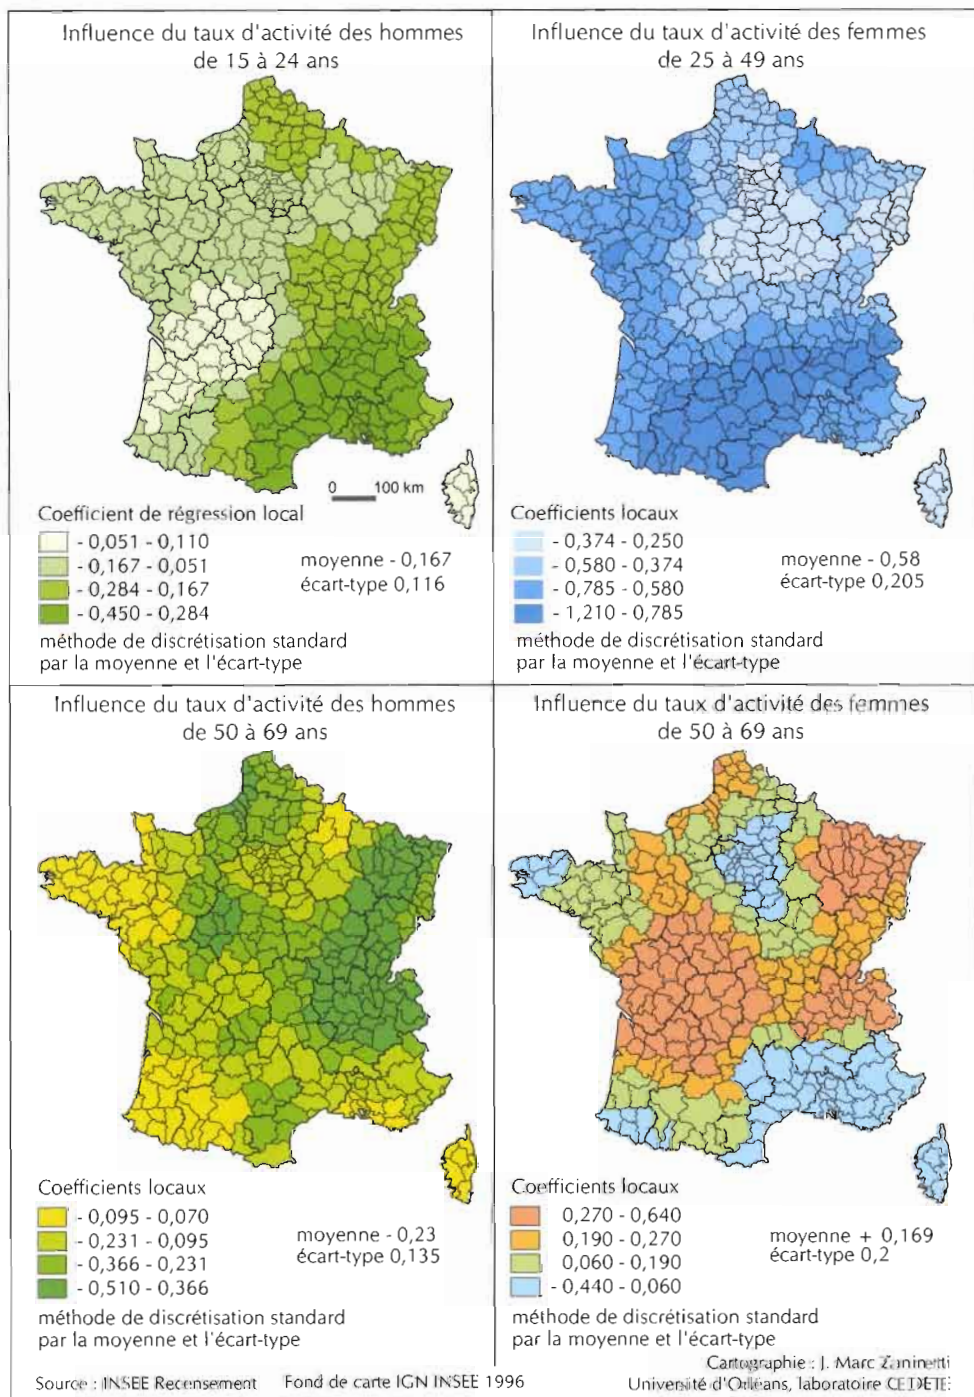 Influence du taux d'activité des hommes
de 15 à 24 ans
0 100 km
Coefficient de régression local
- 0,051 - 0,110
- 0,167 - 0,051
- 0,284 - 0,167
- 0,450 - 0,284
moyenne - 0,167
écart-type 0,116
méthode de discrétisation standard
par la moyenne et l'écart-type
Influence du taux d'activité des femmes
de 25 à 49 ans
Coefficients locaux
- 0,374 - 0,250
- 0,580 - 0,374
- 0,785 - 0,580
- 1,210 - 0,785
moyenne - 0,58
écart-type 0,205
méthode de discrétisation standard
par la moyenne et l'écart-type
Influence du taux d'activité des hommes
de 50 à 69 ans
Coefficients locaux
- 0,095 - 0,070
- 0,231 - 0,095
- 0,366 - 0,231
- 0,510 - 0,366
moyenne - 0,23
écart-type 0,135
méthode de discrétisation standard
par la moyenne et l'écart-type
Influence du taux d'activité des femmes
de 50 à 69 ans
Coefficients locaux
0,270 - 0,640
0,190 - 0,270
0,060 - 0,190
- 0,440 - 0,060
moyenne + 0,169
écart-type 0,2
méthode de discrétisation standard
par la moyenne et l'écart-type
Source : INSEE Recensement Fond de carte IGN INSEE 1996
Cartographie : J. Marc Zaninetti
Université d'Orléans, laboratoire CEDETE